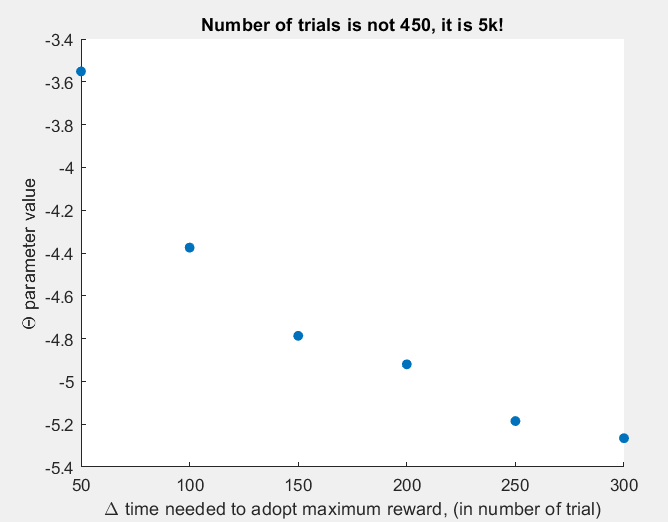 Number of trials is not 450, it is 5k!
-3.4
-3.6
-3.8
-4
-4.2
-4.4
-4.6
-4.8
-5
-5.2
-5.4
Θ parameter value
50 100 150 200 250 300
Δ time needed to adopt maximum reward, (in number of trial)